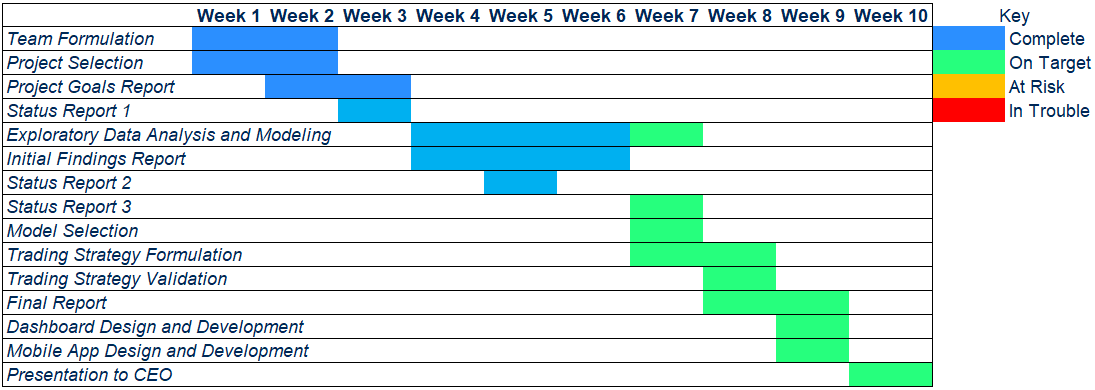 Week 1 Week 2 Week 3 Week 4 Week 5 Week 6 Week 7 Week 8 Week 9 Week 10 Key
Team Formulation Complete
Project Selection On Target
Project Goals Report At Risk
Status Report 1 In Trouble
Exploratory Data Analysis and Modeling
Initial Findings Report
Status Report 2
Status Report 3
Model Selection
Trading Strategy Formulation
Trading Strategy Validation
Final Report
Dashboard Design and Development
Mobile App Design and Development
Presentation to CEO